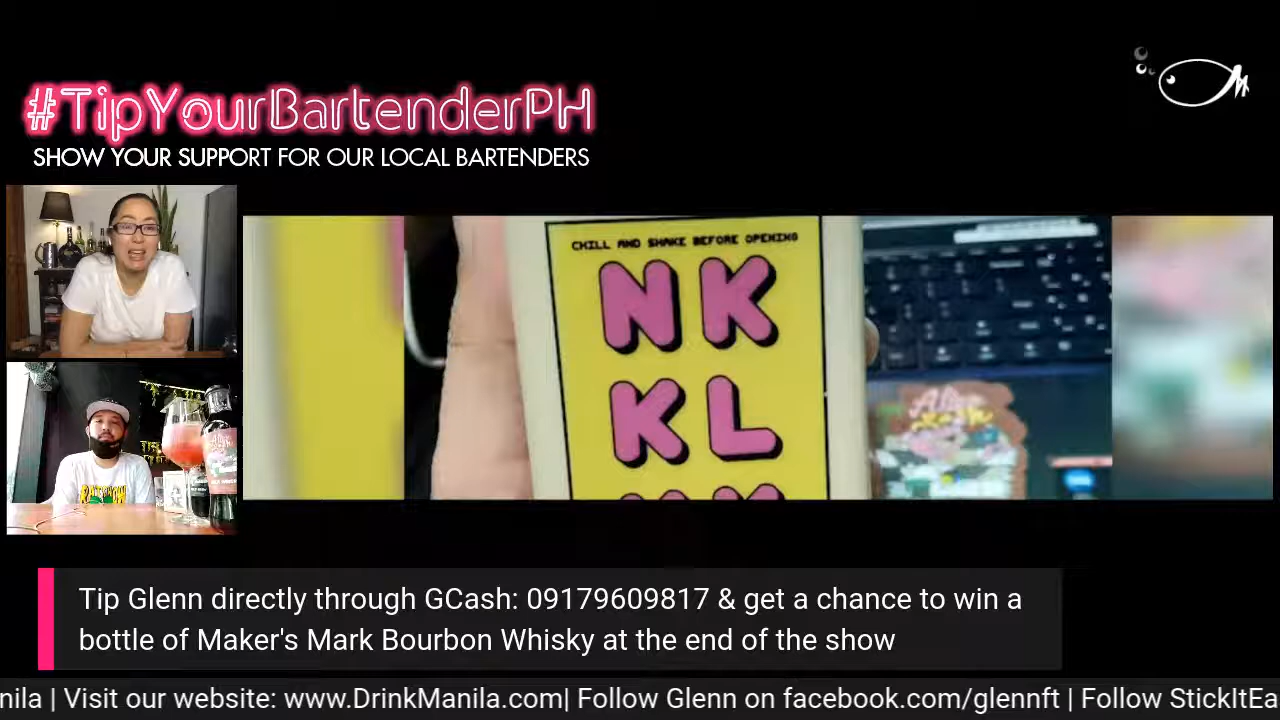 #TipYourBartenderPH
SHOW YOUR SUPPORT FOR OUR LOCAL BARTENDERS
CHILL AND SHAKE BEFORE OPENING
NK
KL
Tip Glenn directly through GCash: 09179609817 & get a chance to win a
bottle of Maker's Mark Bourbon Whisky at the end of the show
nila | Visit our website: www.DrinkManila.com| Follow Glenn on facebook.com/glennft | Follow StickItEa